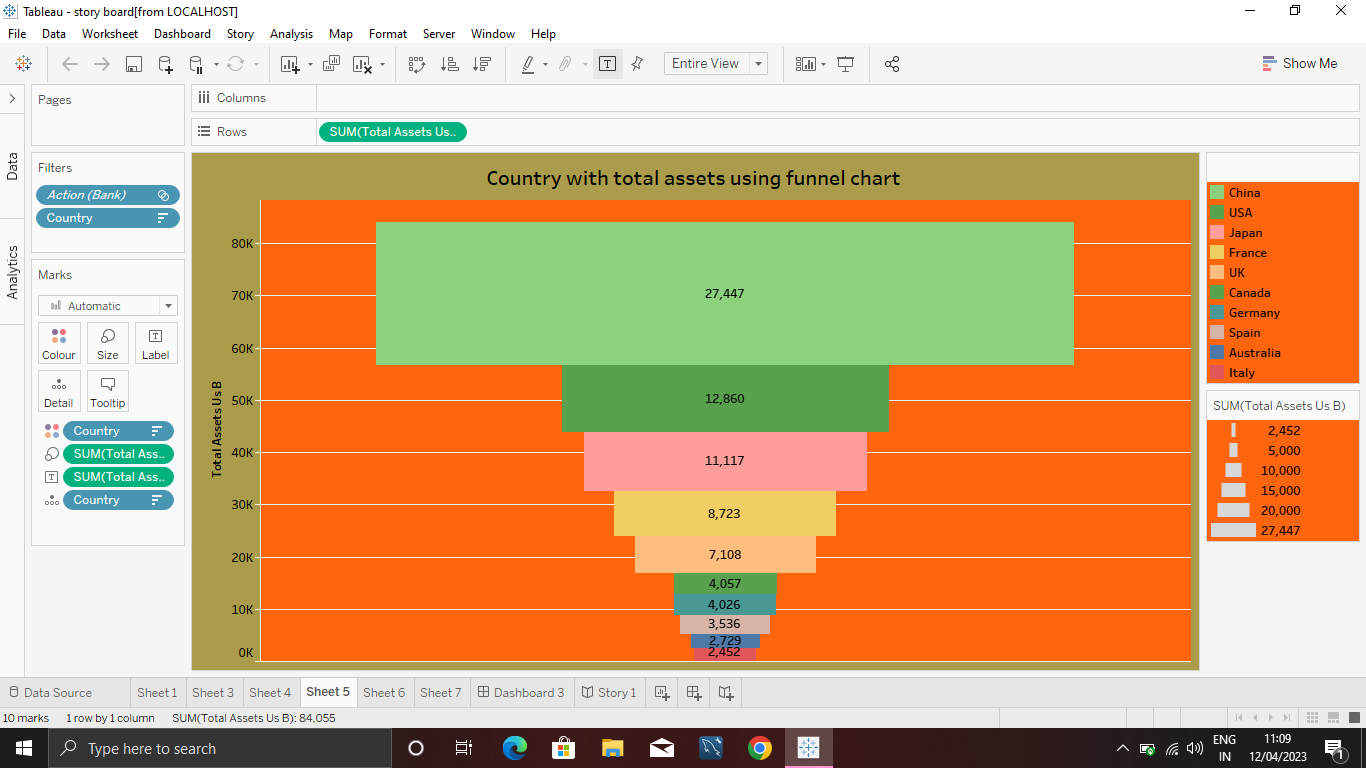 Tableau - story board[from LOCALHOST]
File Data Worksheet Dashboard Story Analysis Map Format Server Window Help
Entire View
Show Me
Pages
Columns
Rows
SUM(Total Assets Us..
Data
Analytics
Filters
Action (Bank)
Country
Marks
Automatic
Colour Size Label
Detail Tooltip
Country
SUM(Total Ass..
SUM(Total Ass..
Country
Country with total assets using funnel chart
Total Assets Us B
80K
70K
60K
50K
40K
30K
20K
10K
0K
27,447
12,860
11,117
8,723
7,108
4,057
4,026
3,536
2,729
2,452
China
USA
Japan
France
UK
Canada
Germany
Spain
Australia
Italy
SUM(Total Assets Us B)
2,452
5,000
10,000
15,000
20,000
27,447
Data Source Sheet 1 Sheet 3 Sheet 4 Sheet 5 Sheet 6 Sheet 7 Dashboard 3 Story 1
10 marks 1 row by 1 column SUM(Total Assets Us B): 84,055
Type here to search
ENG
IN
11:09
12/04/2023
1